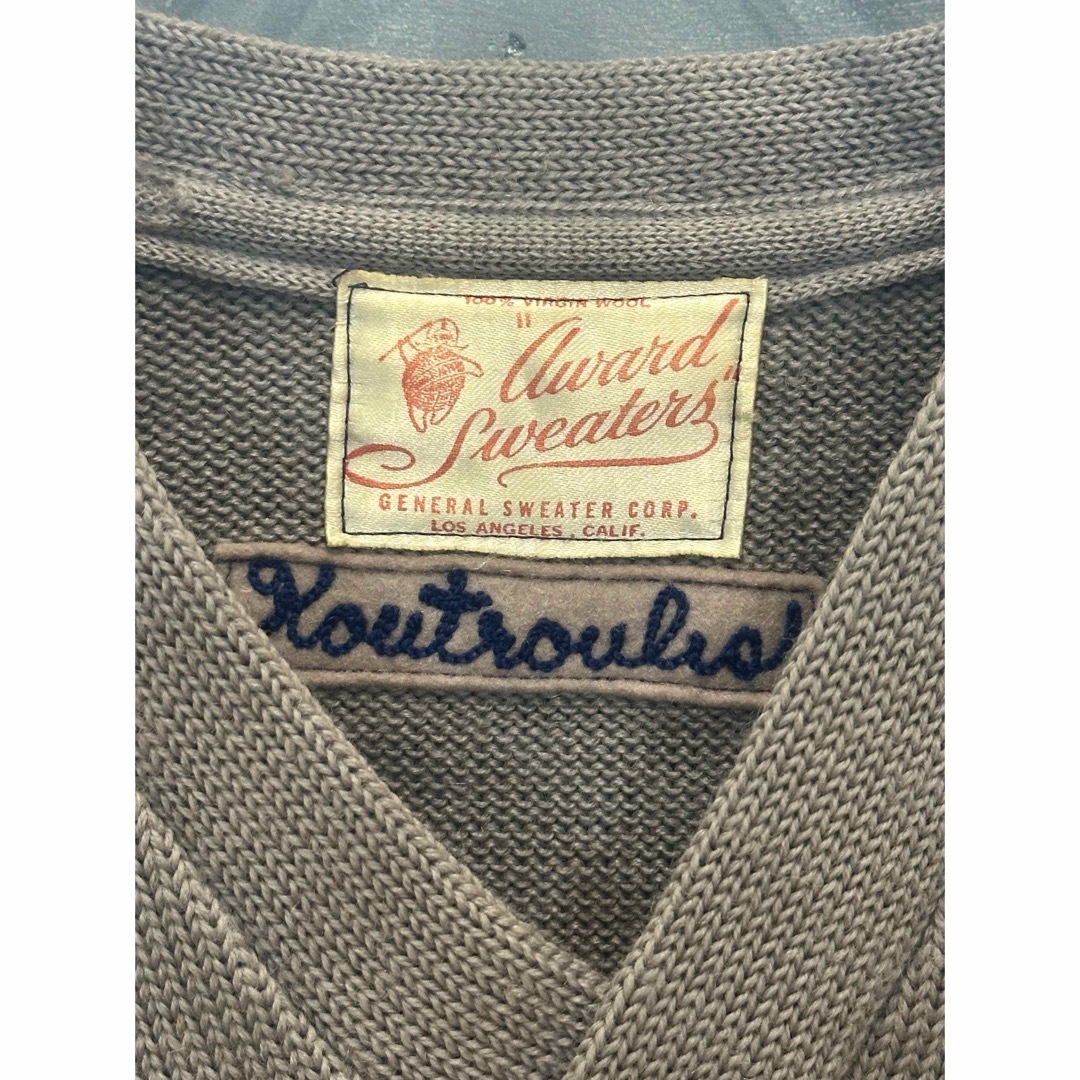 100% VIRGIN WOOL
"Award
Sweaters"
GENERAL SWEATER CORP.
LOS ANGELES, CALIF.
Koutroulis